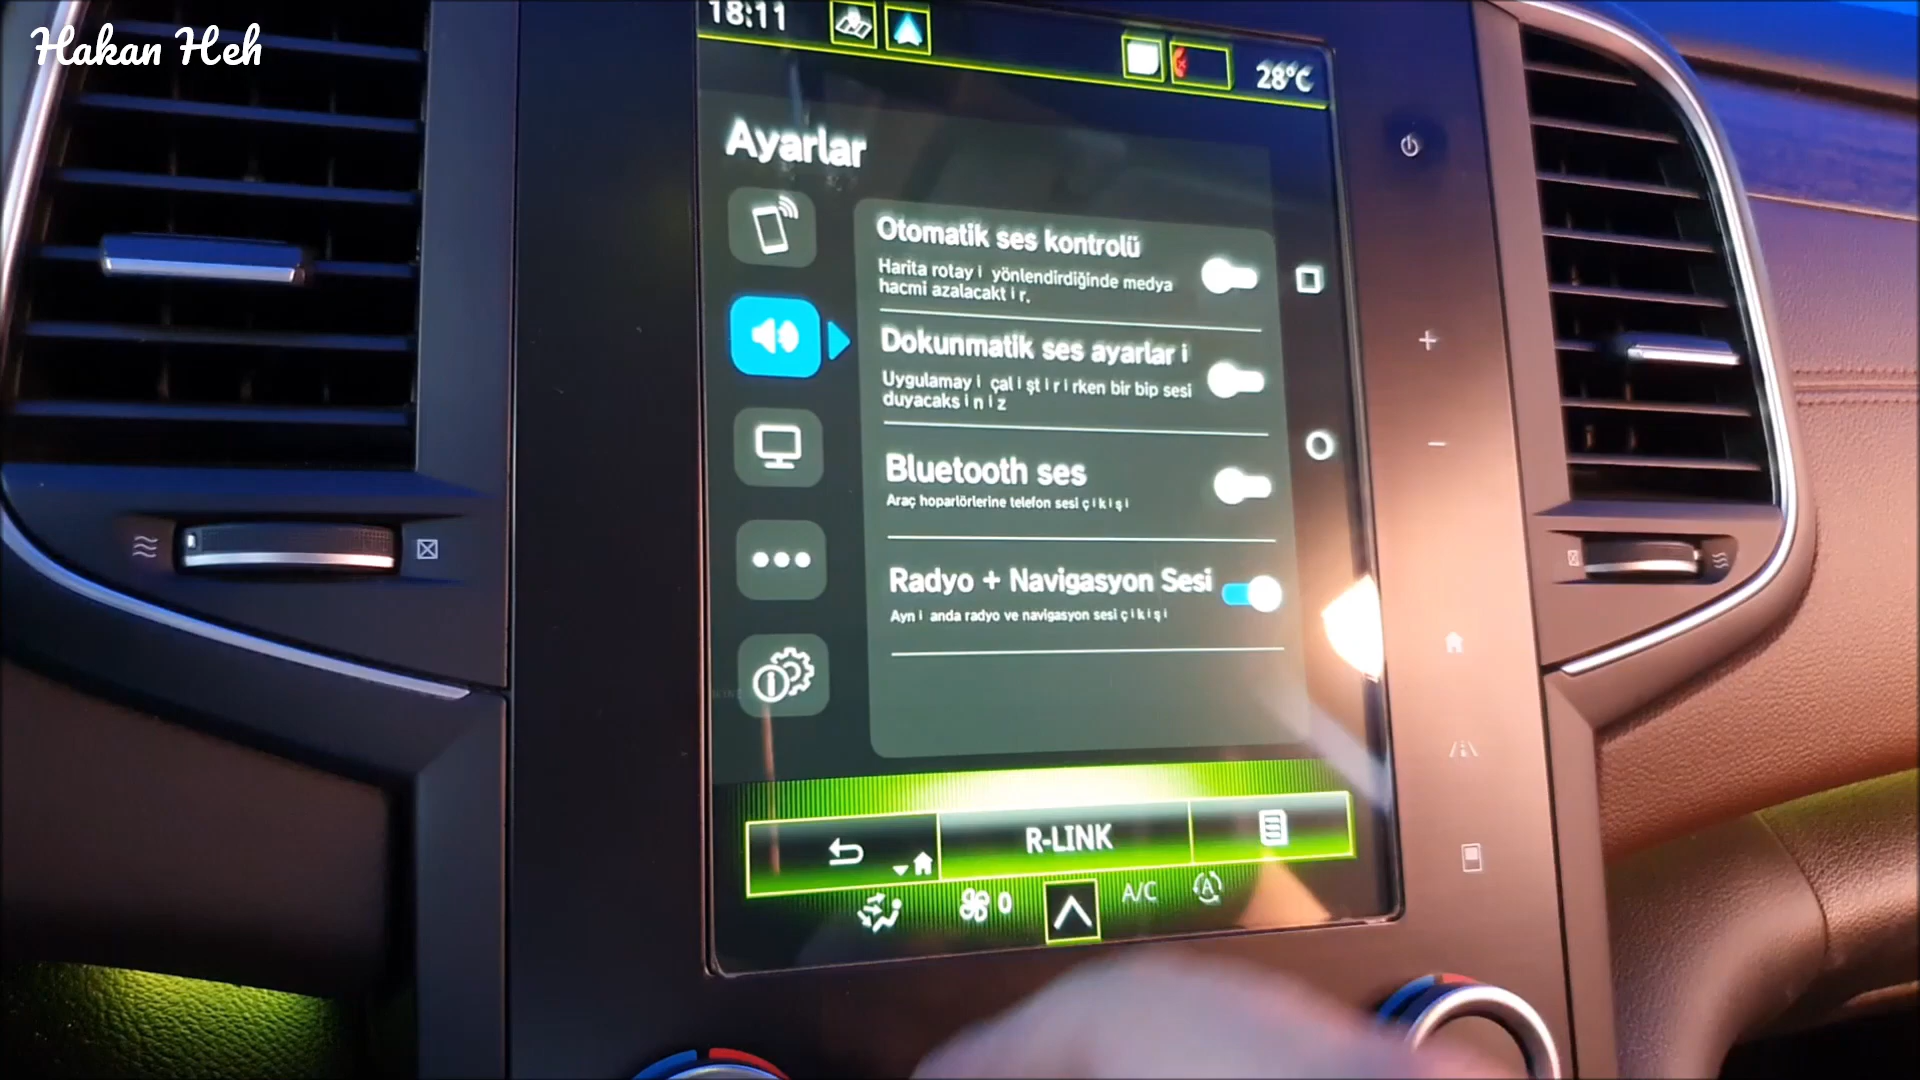 Hakan Heh
18:11
28°C
Ayarlar
Otomatik ses kontrolü
Harita rotayı yönlendirdiğinde medya
hacmi azalacaktır.
Dokunmatik ses ayarları
Uygulamayı çalıştırırken bir bip sesi
duyacaksınız
Bluetooth ses
Araç hoparlörlerine telefon sesi çıkışı
Radyo + Navigasyon Sesi
Aynı anda radyo ve navigasyon sesi çıkışı
R-LINK
0
A/C
A